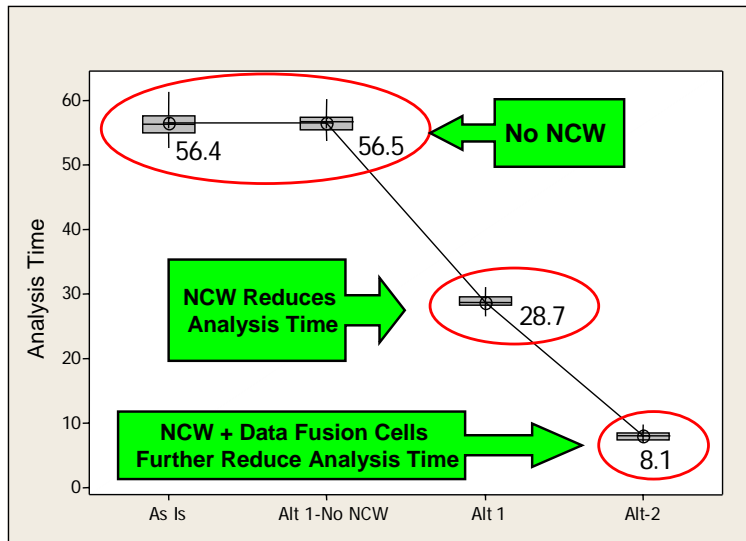 60
50
40
30
20
10
0
Analysis Time
56.4
56.5
No NCW
NCW Reduces
Analysis Time
28.7
NCW + Data Fusion Cells
Further Reduce Analysis Time
8.1
As Is
Alt 1-No NCW
Alt 1
Alt-2